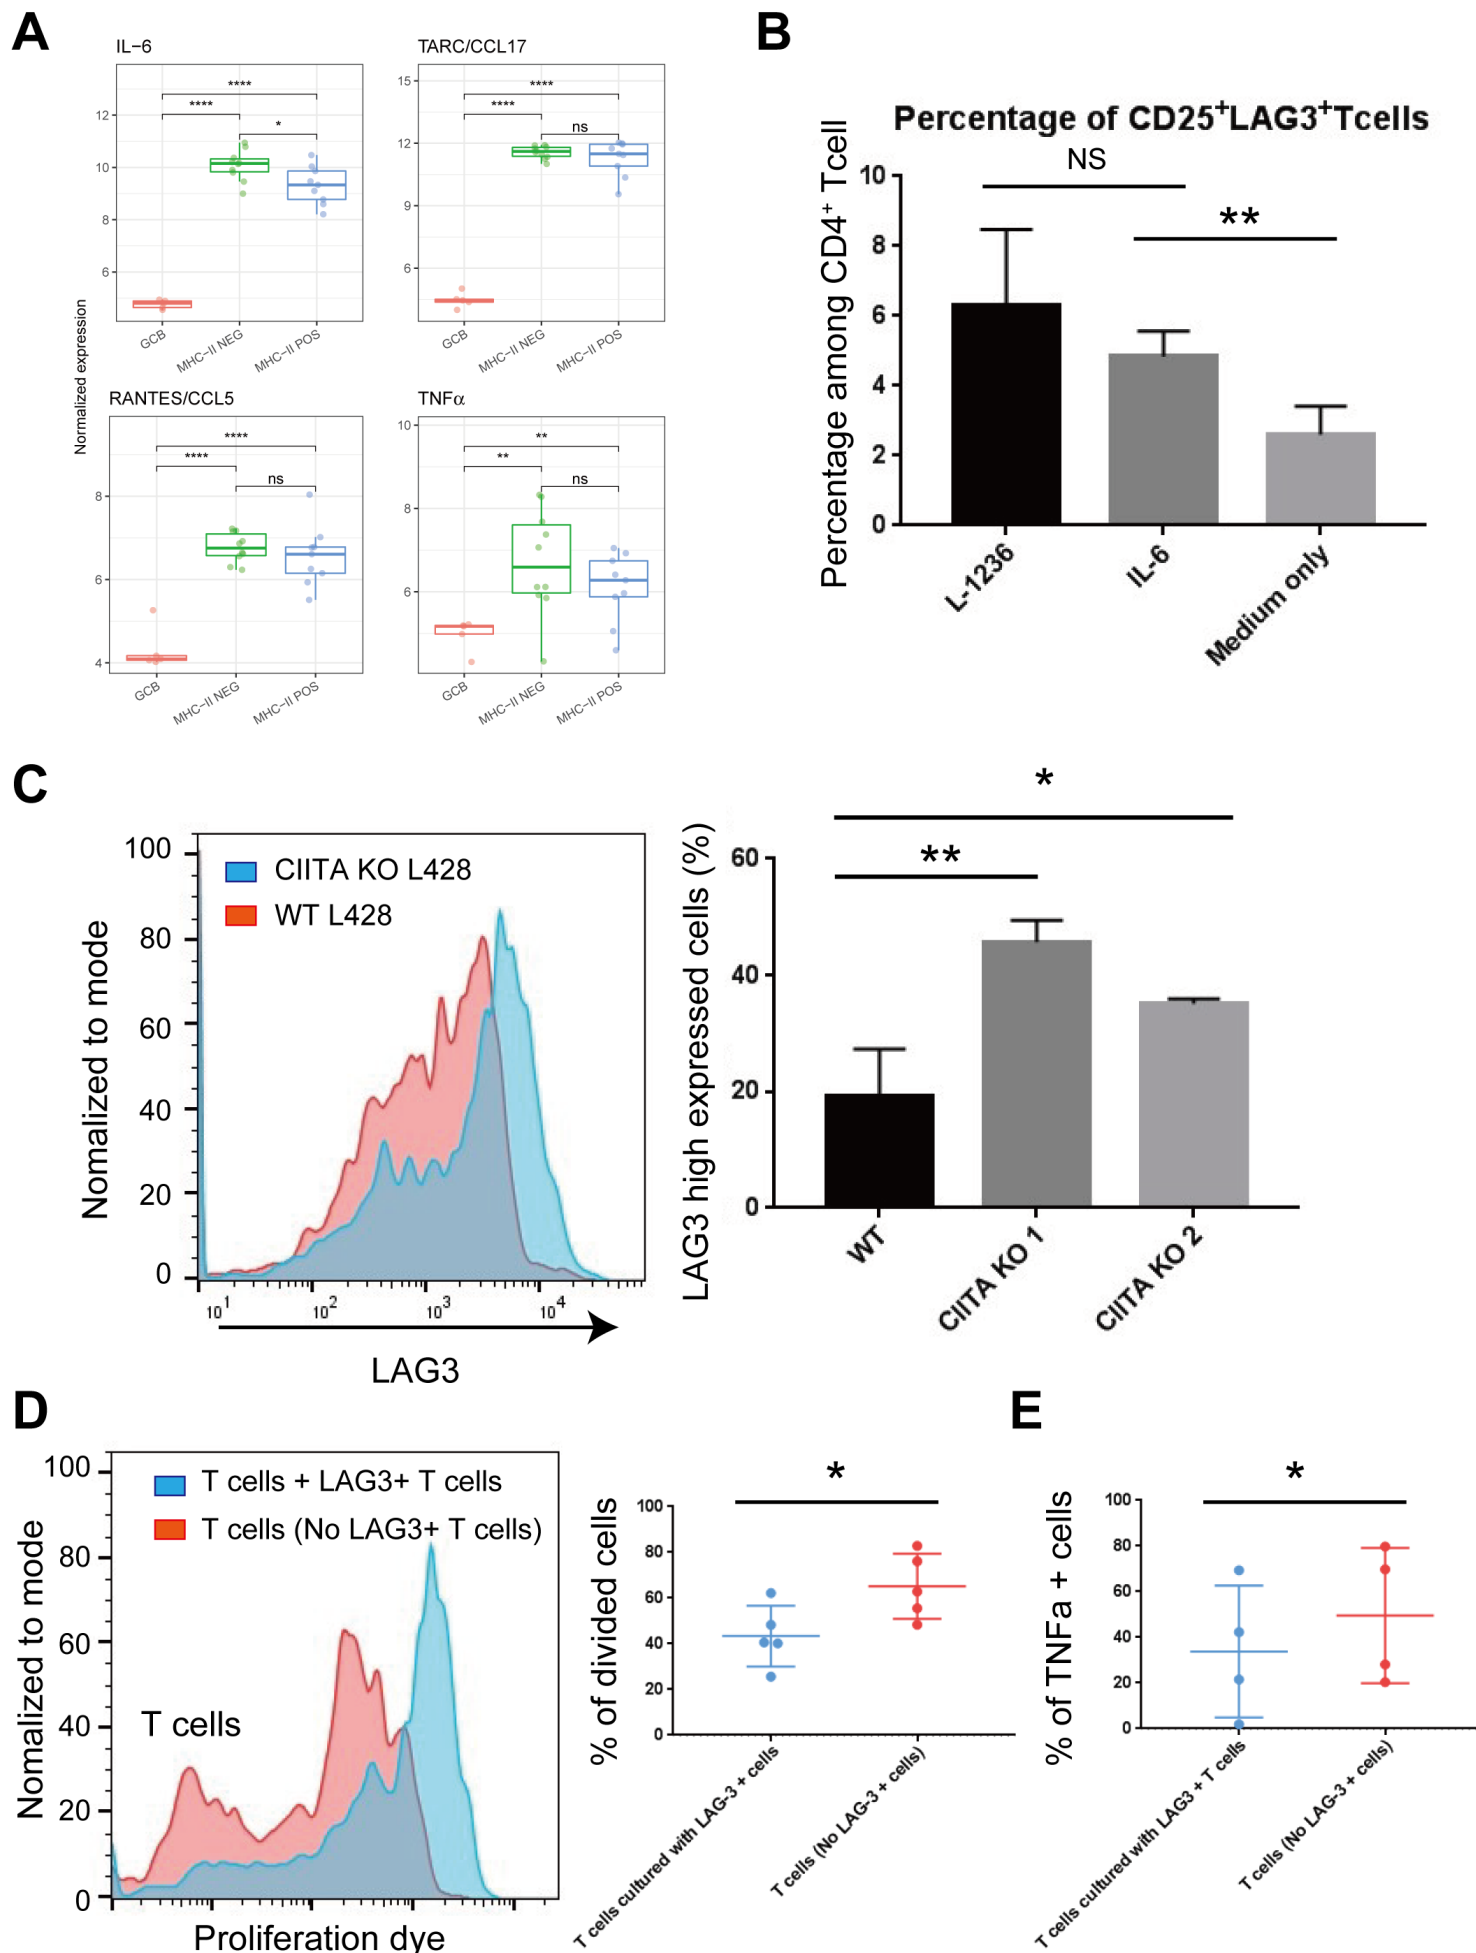 A
IL−6
TARC/CCL17
Normalized expression
12
10
8
6
****
****
*
GCB
MHC−II NEG
MHC−II POS
15
12
9
6
****
****
ns
GCB
MHC−II NEG
MHC−II POS
RANTES/CCL5
TNFα
8
6
4
****
****
ns
GCB
MHC−II NEG
MHC−II POS
10
8
6
**
**
ns
GCB
MHC−II NEG
MHC−II POS
B
Percentage of CD25+LAG3+Tcells
Percentage among CD4+ Tcell
NS
**
10
8
6
4
2
0
L-1236
IL-6
Medium only
C
Nomalized to mode
100
80
60
40
20
0
CIITA KO L428
WT L428
10^1
10^2
10^3
10^4
LAG3
LAG3 high expressed cells (%)
*
**
60
40
20
0
WT
CIITA KO 1
CIITA KO 2
D
Nomalized to mode
100
80
60
40
20
0
T cells + LAG3+ T cells
T cells (No LAG3+ T cells)
T cells
Proliferation dye
% of divided cells
*
100
80
60
40
20
0
T cells cultured with LAG-3 + cells
T cells (No LAG-3 + cells)
E
% of TNFa + cells
*
100
80
60
40
20
0
T cells cultured with LAG3 + T cells
T cells (No LAG-3 + cells)